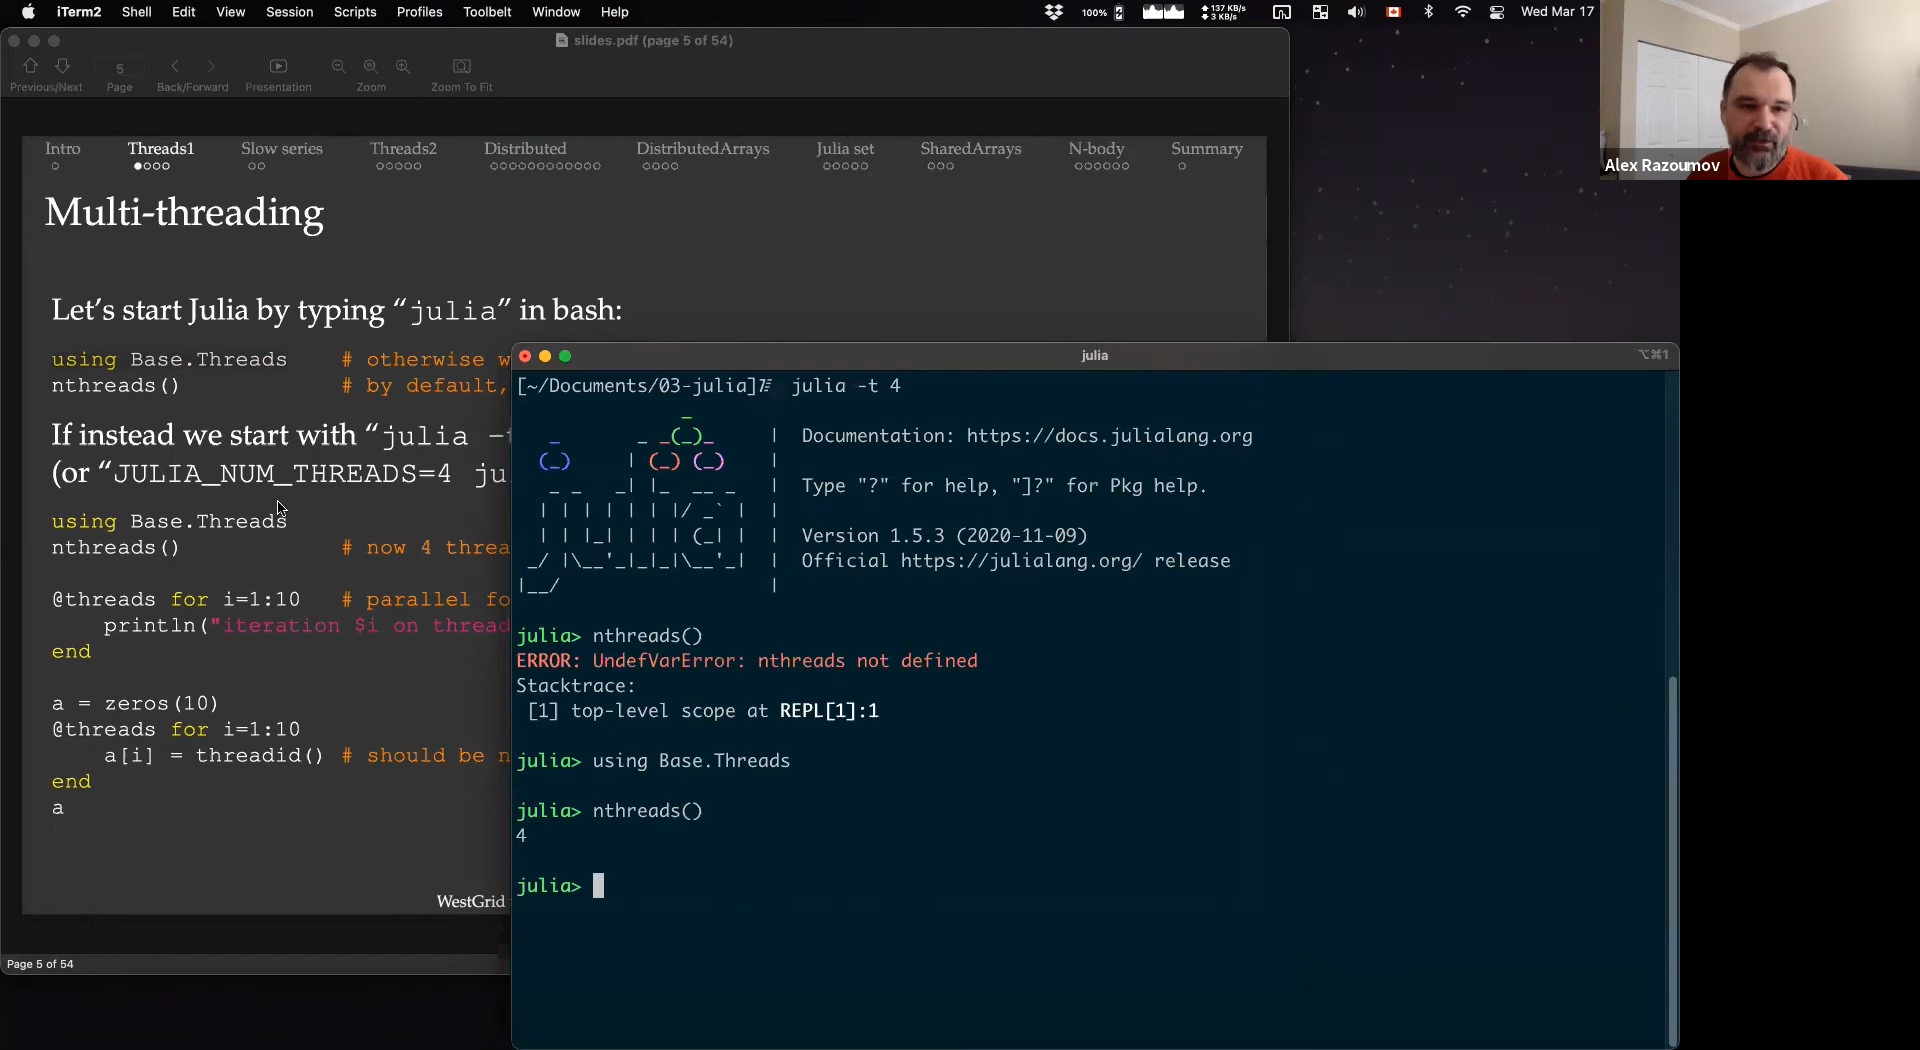 iTerm2 Shell Edit View Session Scripts Profiles Toolbelt Window Help 100% 137 KB/s 3 KB/s Wed Mar 17
slides.pdf (page 5 of 54)
5
Previous/Next Page Back/Forward Presentation Zoom Zoom To Fit
Intro Threads1 Slow series Threads2 Distributed DistributedArrays Julia set SharedArrays N-body Summary
Alex Razoumov
Multi-threading
Let's start Julia by typing “julia” in bash:
using Base.Threads # otherwise w
nthreads() # by default,
If instead we start with “julia -t
(or “JULIA_NUM_THREADS=4 ju
using Base.Threads
nthreads() # now 4 threa
@threads for i=1:10 # parallel fo
println("iteration $i on thread
end
a = zeros(10)
@threads for i=1:10
a[i] = threadid() # should be n
end
a
WestGrid
Page 5 of 54
julia ⌥⌘1
[~/Documents/03-julia] julia -t 4
Documentation: https://docs.julialang.org
Type "?" for help, "]?" for Pkg help.
Version 1.5.3 (2020-11-09)
Official https://julialang.org/ release
julia> nthreads()
ERROR: UndefVarError: nthreads not defined
Stacktrace:
[1] top-level scope at REPL[1]:1
julia> using Base.Threads
julia> nthreads()
4
julia>